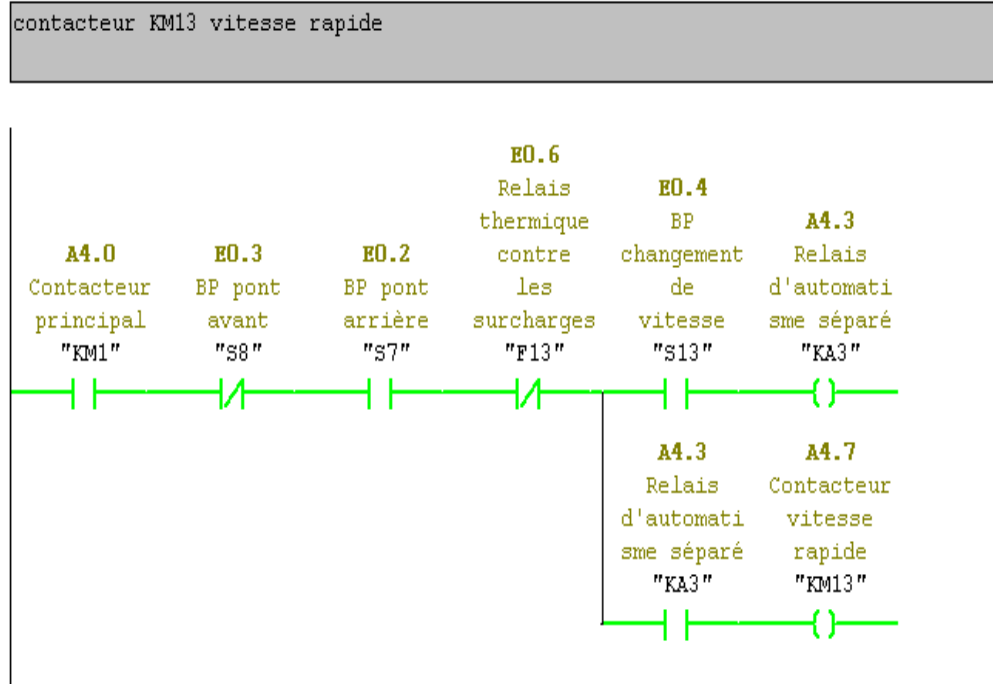 contacteur KM13 vitesse rapide
A4.0
Contacteur
principal
"KM1"
E0.3
BP pont
avant
"S8"
E0.2
BP pont
arrière
"S7"
E0.6
Relais
thermique
contre
les
surcharges
"F13"
E0.4
BP
changement
de
vitesse
"S13"
A4.3
Relais
d'automati
sme séparé
"KA3"
A4.3
Relais
d'automati
sme séparé
"KA3"
A4.7
Contacteur
vitesse
rapide
"KM13"